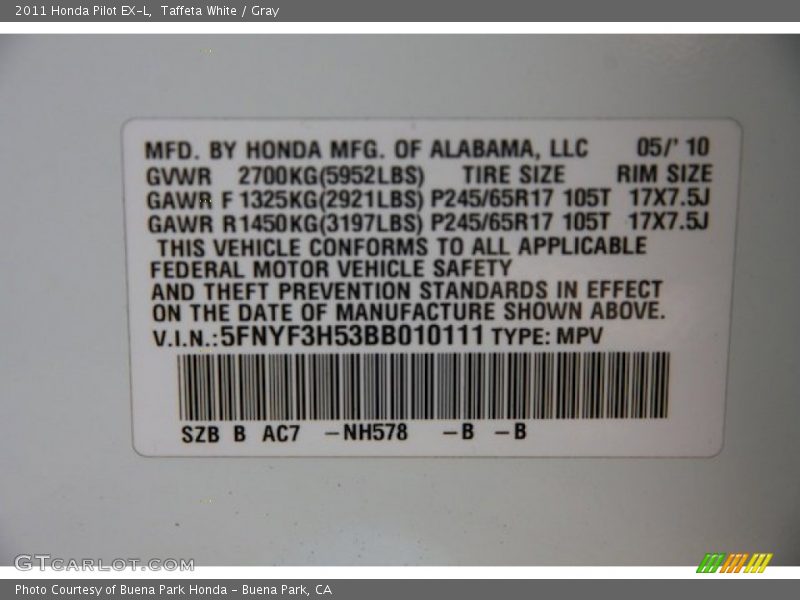 2011 Honda Pilot EX-L, Taffeta White / Gray
MFD. BY HONDA MFG. OF ALABAMA, LLC 05/' 10
GVWR 2700KG(5952LBS) TIRE SIZE RIM SIZE
GAWR F 1325KG(2921LBS) P245/65R17 105T 17X7.5J
GAWR R1450KG(3197LBS) P245/65R17 105T 17X7.5J
THIS VEHICLE CONFORMS TO ALL APPLICABLE
FEDERAL MOTOR VEHICLE SAFETY
AND THEFT PREVENTION STANDARDS IN EFFECT
ON THE DATE OF MANUFACTURE SHOWN ABOVE.
V.I.N.:5FNYF3H53BB010111 TYPE: MPV
SZB B AC7 -NH578 -B -B
GTCARLOT.COM
Photo Courtesy of Buena Park Honda - Buena Park, CA